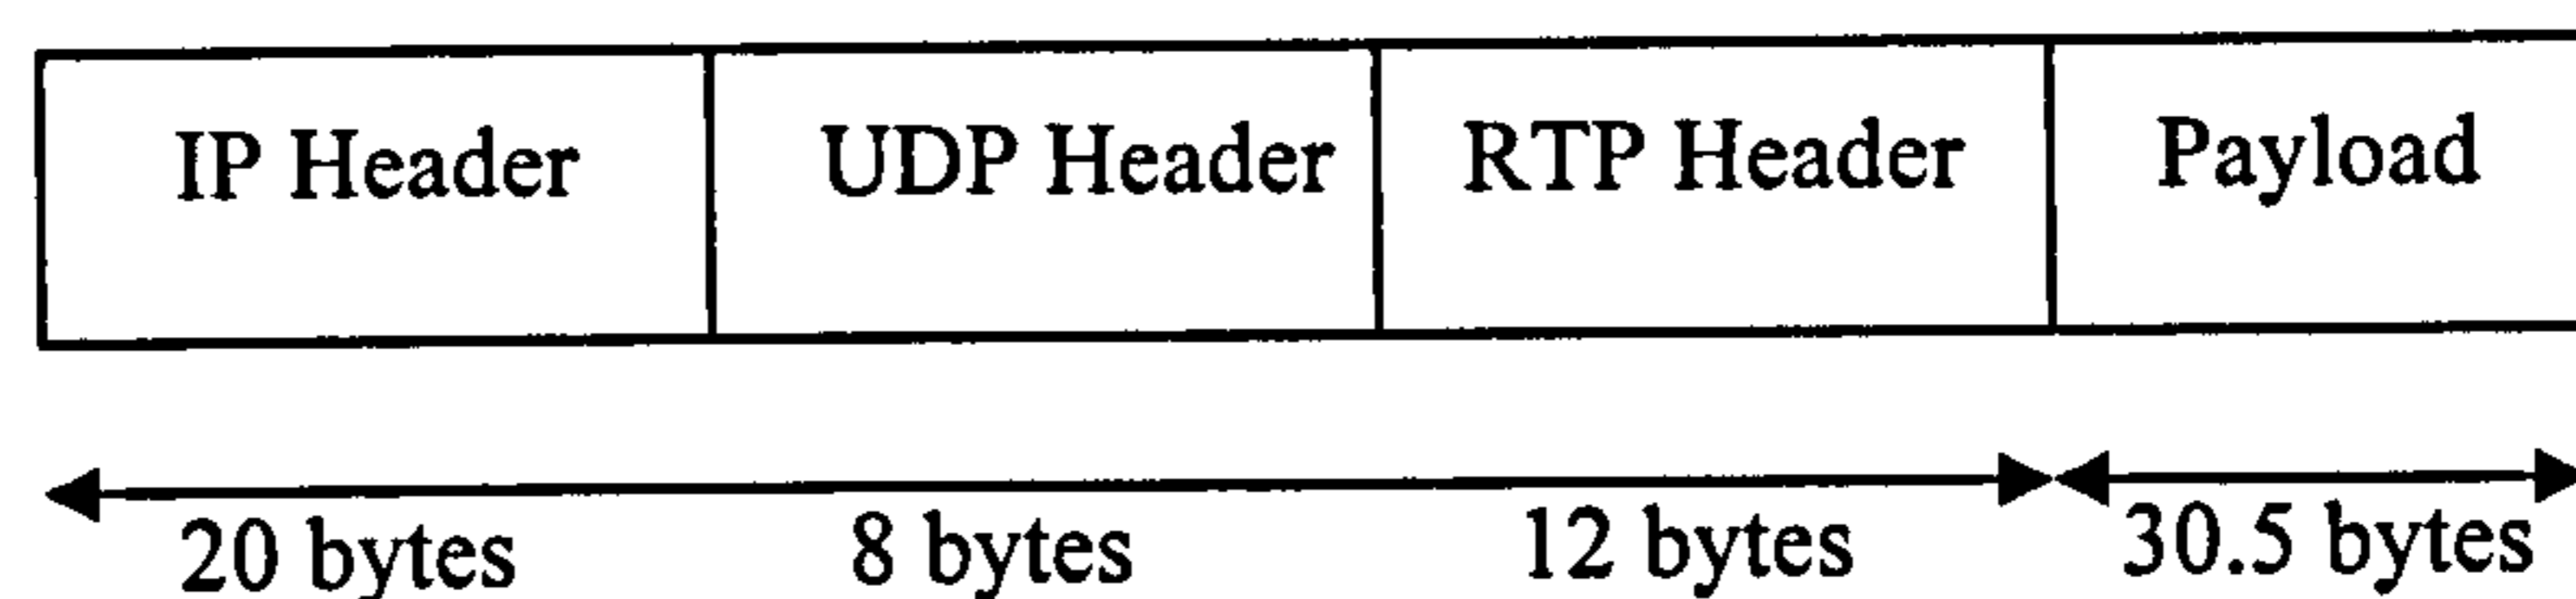 IP Header UDP Header RTP Header Payload
20 bytes 8 bytes 12 bytes 30.5 bytes